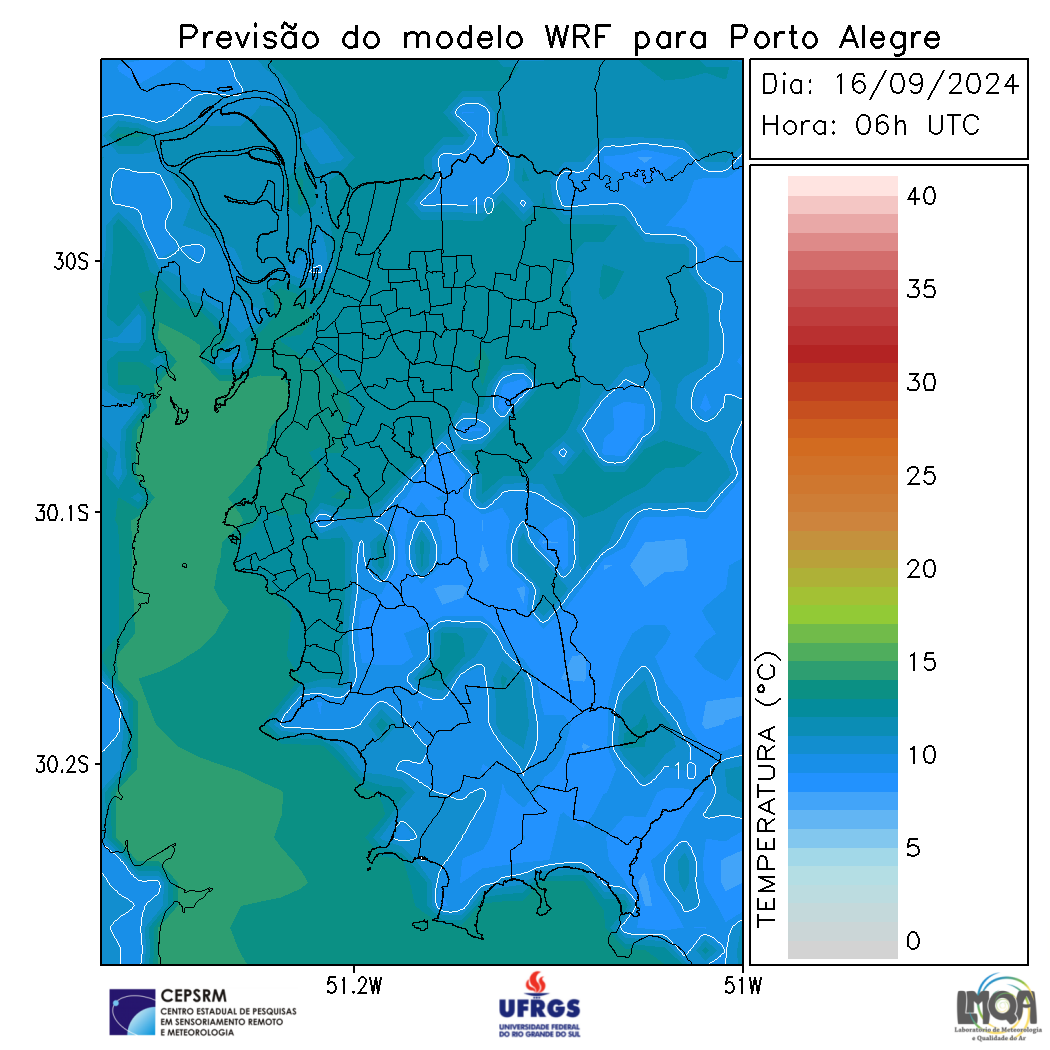 Previsão do modelo WRF para Porto Alegre
Dia: 16/09/2024
Hora: 06h UTC
40
35
30
25
20
15
10
5
0
TEMPERATURA (°C)
30S
30.1S
30.2S
51.2W
51W
10
10
CEPSRM
CENTRO ESTADUAL DE PESQUISAS
EM SENSORIAMENTO REMOTO
E METEOROLOGIA
UFRGS
UNIVERSIDADE FEDERAL
DO RIO GRANDE DO SUL
LMQA
Laboratório de Meteorologia
e Qualidade do Ar